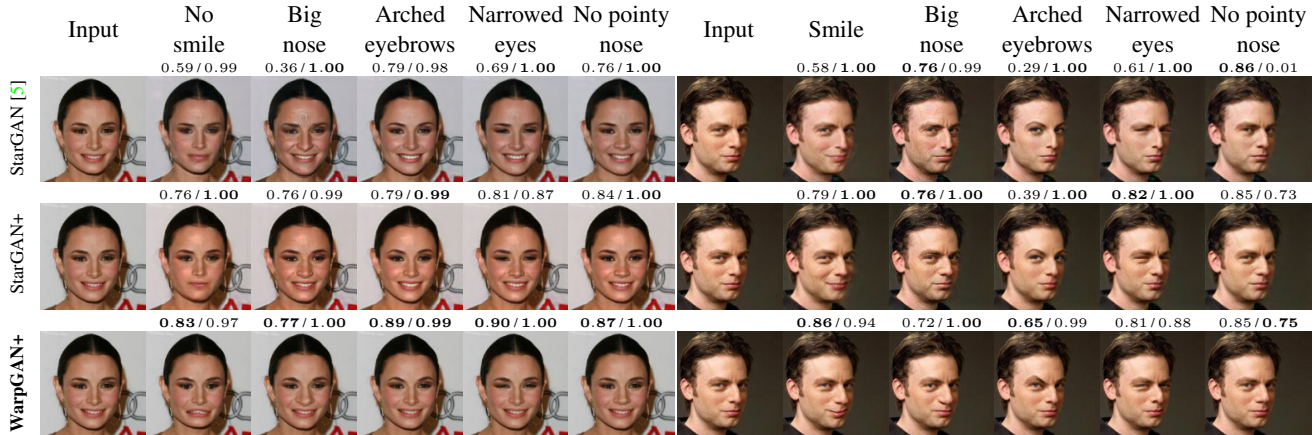 Input No smile Big nose Arched eyebrows Narrowed eyes No pointy nose Input Smile Big nose Arched eyebrows Narrowed eyes No pointy nose
0.59 / 0.99 0.36 / 1.00 0.79 / 0.98 0.69 / 1.00 0.76 / 1.00 0.58 / 1.00 0.76 / 0.99 0.29 / 1.00 0.61 / 1.00 0.86 / 0.01
StarGAN [5]
0.76 / 1.00 0.76 / 0.99 0.79 / 0.99 0.81 / 0.87 0.84 / 1.00 0.79 / 1.00 0.76 / 1.00 0.39 / 1.00 0.82 / 1.00 0.85 / 0.73
StarGAN+
0.83 / 0.97 0.77 / 1.00 0.89 / 0.99 0.90 / 1.00 0.87 / 1.00 0.86 / 0.94 0.72 / 1.00 0.65 / 0.99 0.81 / 0.88 0.85 / 0.75
WarpGAN+